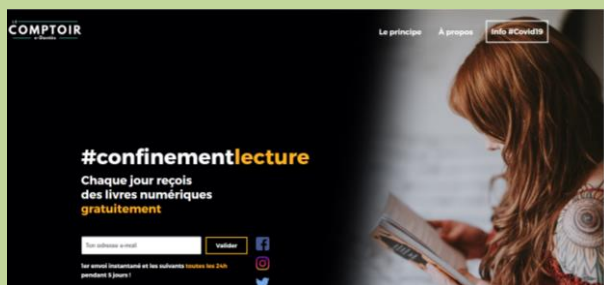 LE
COMPTOIR
Le principe À propos Info #Covid19
#confinementlecture
Chaque jour reçois
des livres numériques
gratuitement
Ton adresse e-mail Valider
1er envoi instantané et les suivants toutes les 24h
pendant 5 jours !